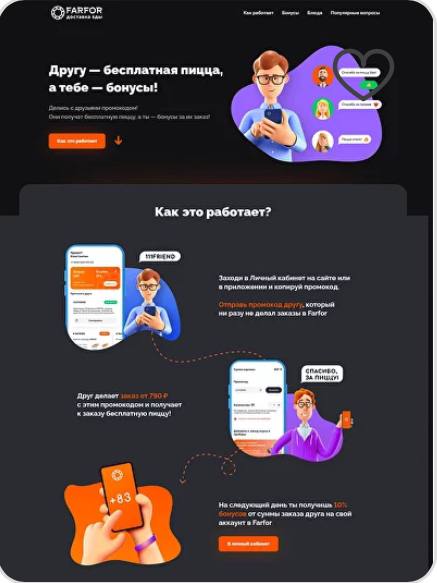 FARFOR
доставка еды
Как работает Бонусы Блюда Популярные вопросы
Другу — бесплатная пицца,
а тебе — бонусы!
Делись с друзьями промокодом!
Они получат бесплатную пиццу, а ты — бонусы за их заказ!
Как это работает
Как это работает?
111FRIEND
Заходи в Личный кабинет на сайте или
в приложении и копируй промокод.
Отправь промокод другу, который
ни разу не делал заказы в Farfor
СПАСИБО,
ЗА ПИЦЦУ!
Друг делает заказ от 790 ₽
с этим промокодом и получает
к заказу бесплатную пиццу!
+83
На следующий день ты получишь 10%
бонусов от суммы заказа друга на свой
аккаунт в Farfor
В личный кабинет